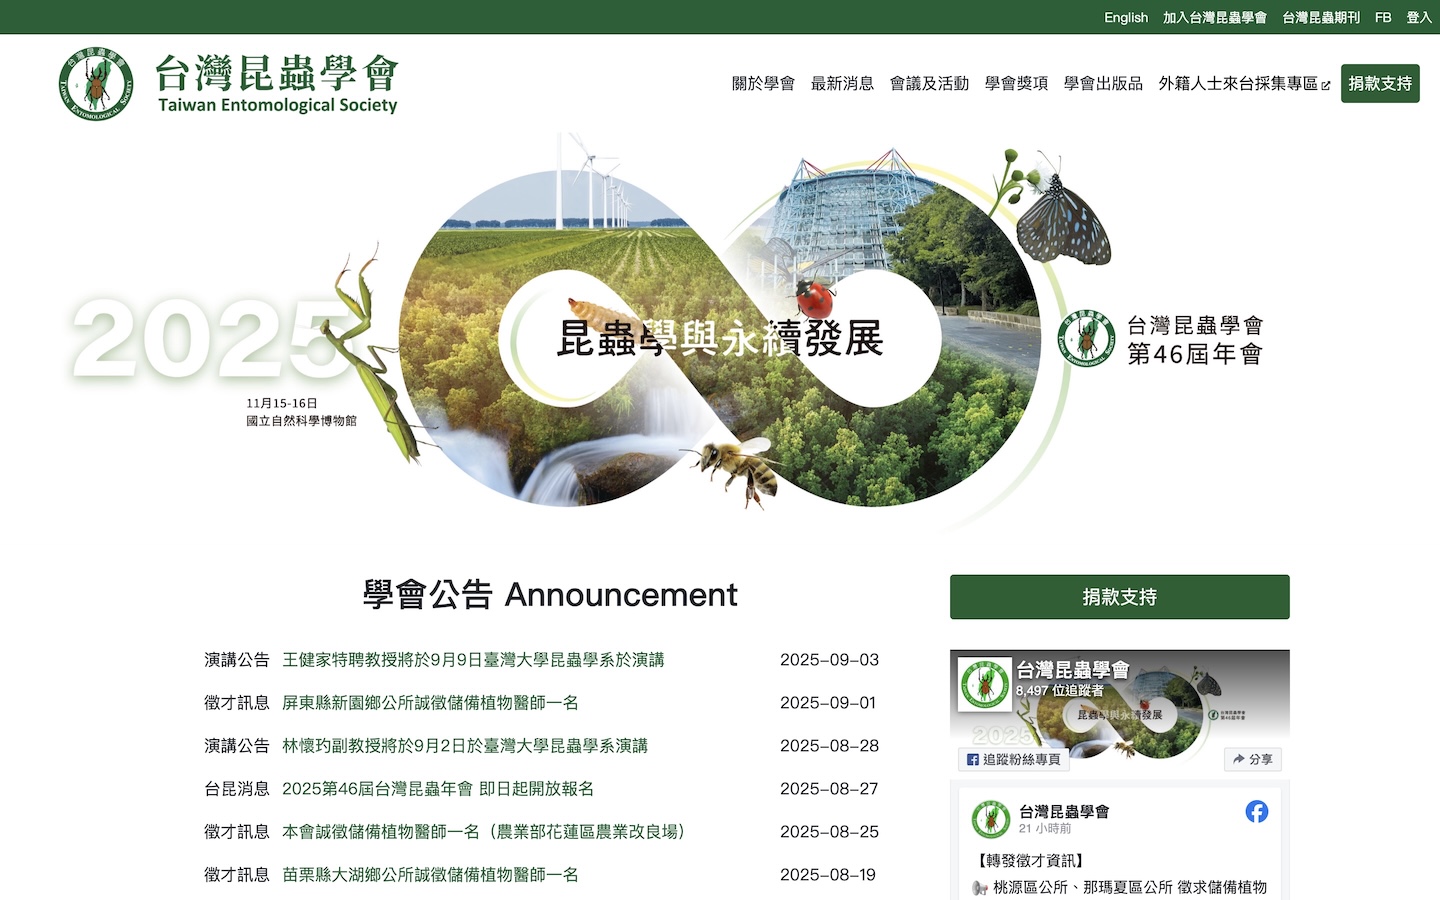 English 加入台灣昆蟲學會 台灣昆蟲期刊 FB 登入
台灣昆蟲學會
Taiwan Entomological Society
關於學會 最新消息 會議及活動 學會獎項 學會出版品 外籍人士來台採集專區 捐款支持
2025
11月15-16日
國立自然科學博物館
昆蟲學與永續發展
台灣昆蟲學會
第46屆年會
學會公告 Announcement
演講公告 王健家特聘教授將於9月9日臺灣大學昆蟲學系於演講 2025-09-03
徵才訊息 屏東縣新園鄉公所誠徵儲備植物醫師一名 2025-09-01
演講公告 林懷玓副教授將於9月2日於臺灣大學昆蟲學系演講 2025-08-28
台昆消息 2025第46屆台灣昆蟲年會 即日起開放報名 2025-08-27
徵才訊息 本會誠徵儲備植物醫師一名（農業部花蓮區農業改良場） 2025-08-25
徵才訊息 苗栗縣大湖鄉公所誠徵儲備植物醫師一名 2025-08-19
捐款支持
台灣昆蟲學會
8,497 位追蹤者
追蹤粉絲專頁 分享
台灣昆蟲學會
21 小時前
【轉發徵才資訊】
桃源區公所、那瑪夏區公所 徵求儲備植物